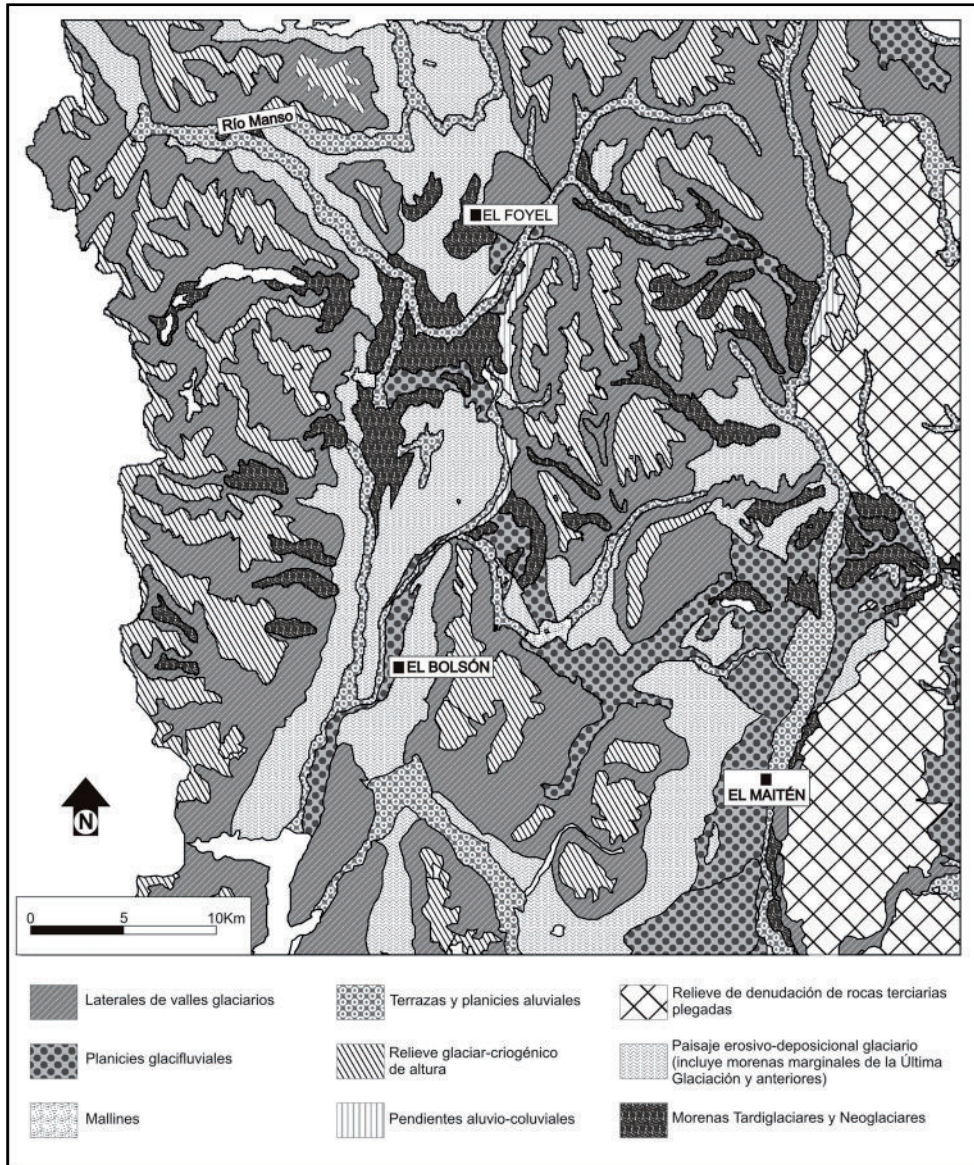 Río Manso
EL FOYEL
EL BOLSÓN
EL MAITÉN
N
0 5 10Km
Laterales de valles glaciarios
Terrazas y planicies aluviales
Relieve de denudación de rocas terciarias
plegadas
Planicies glacifluviales
Relieve glaciar-criogénico
de altura
Paisaje erosivo-deposicional glaciario
(incluye morenas marginales de la Última
Glaciación y anteriores)
Mallines
Pendientes aluvio-coluviales
Morenas Tardiglaciares y Neoglaciares